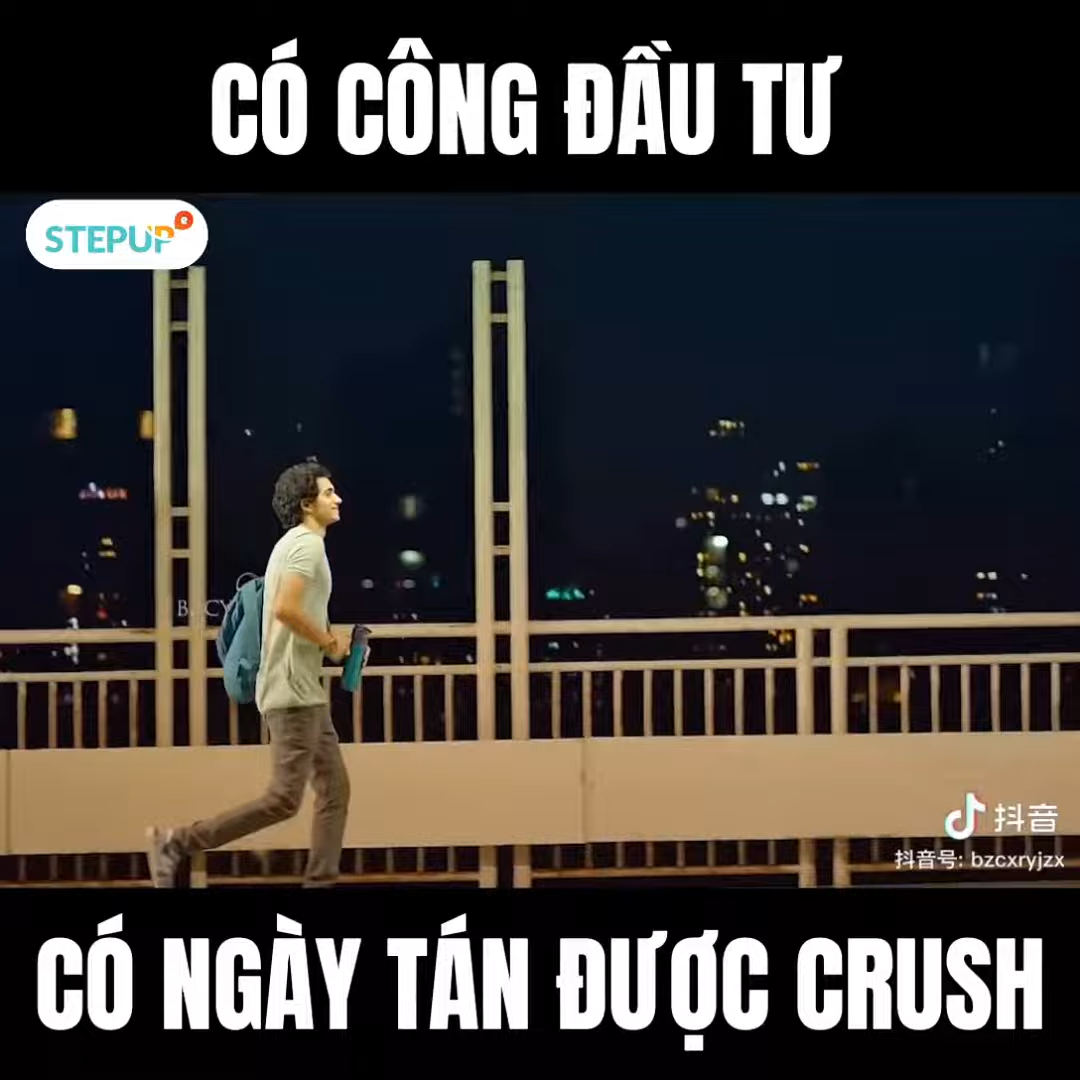 CÓ CÔNG ĐẦU TƯ
STEPUP e
抖音
抖音号: bzcxryjzx
CÓ NGÀY TÁN ĐƯỢC CRUSH